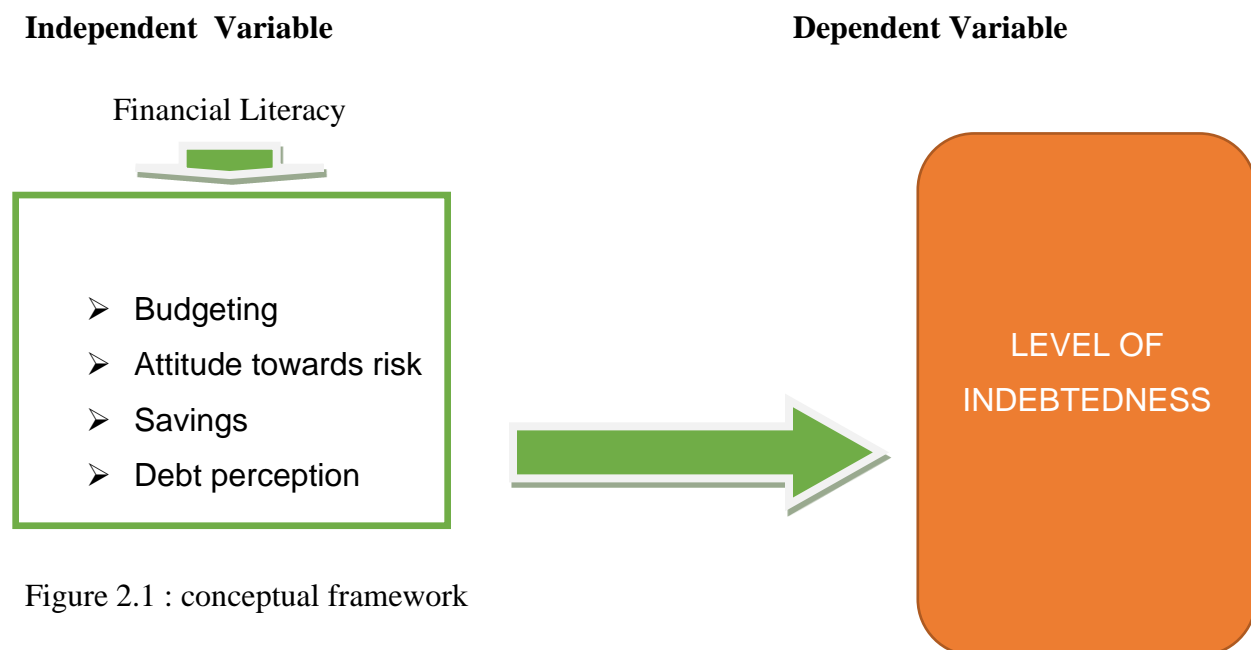 Independent Variable
Dependent Variable
Financial Literacy
➢ Budgeting
➢ Attitude towards risk
➢ Savings
➢ Debt perception
LEVEL OF
INDEBTEDNESS
Figure 2.1 : conceptual framework